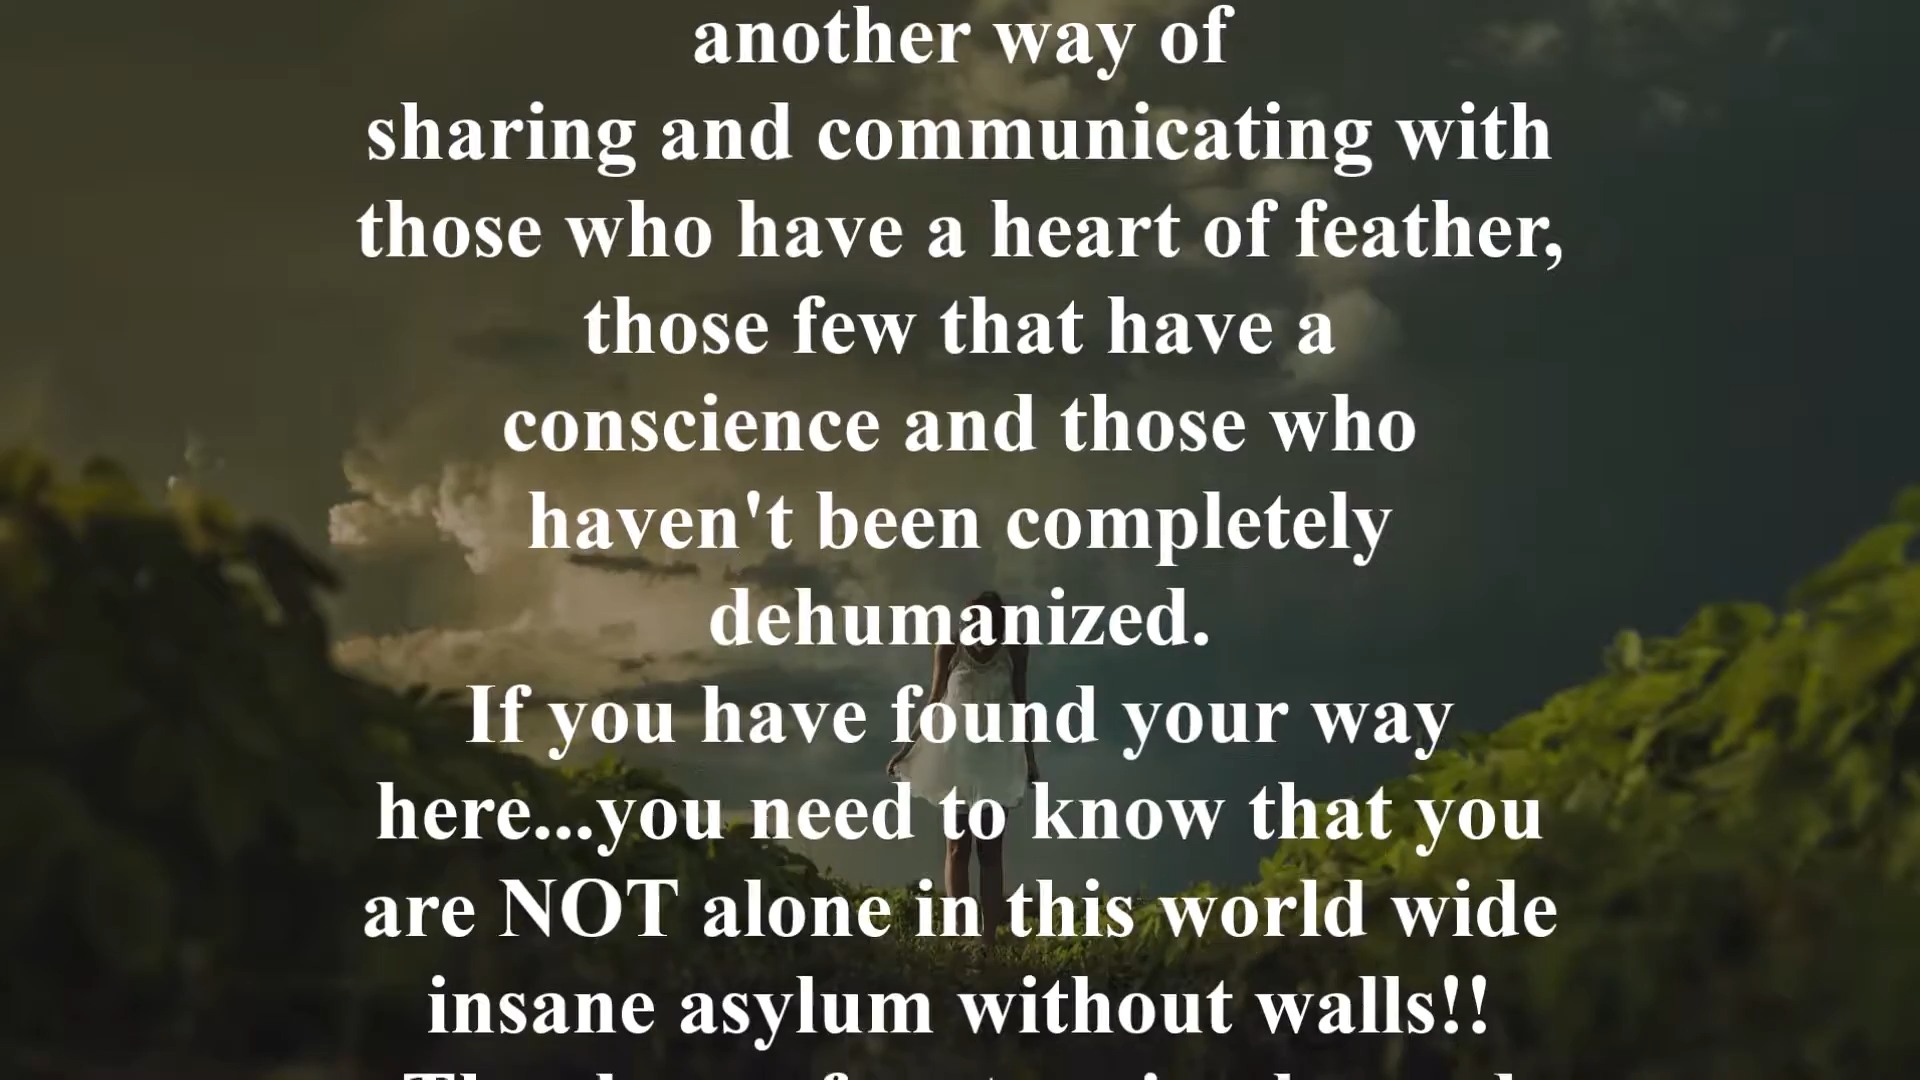 another way of
sharing and communicating with
those who have a heart of feather,
those few that have a
conscience and those who
haven't been completely
dehumanized.
If you have found your way
here...you need to know that you
are NOT alone in this world wide
insane asylum without walls!!